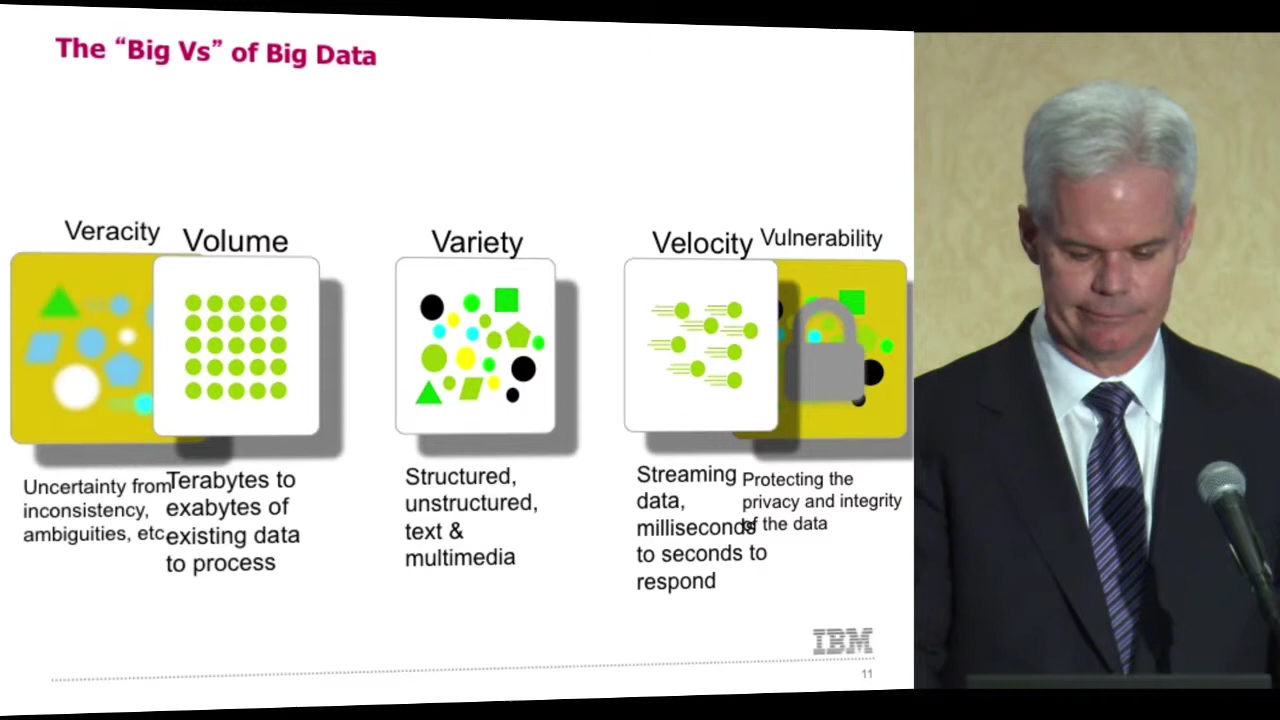 The “Big Vs” of Big Data
Veracity
Uncertainty from
inconsistency,
ambiguities, etc.
Volume
Terabytes to
exabytes of
existing data
to process
Variety
Structured,
unstructured,
text &
multimedia
Velocity
Streaming
data,
milliseconds
to seconds to
respond
Vulnerability
Protecting the
privacy and integrity
of the data
IBM
11